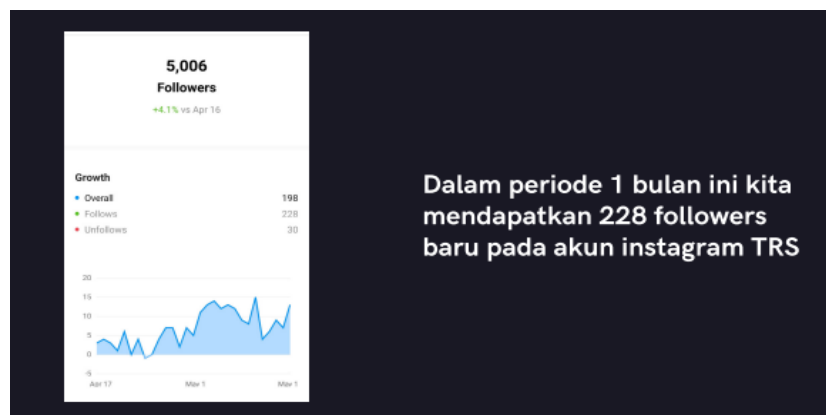 5,006
Followers
+4.1% vs Apr 16
Growth
Overall 198
Follows 228
Unfollows 30
20
15
10
5
0
-5
Apr 17 May 1 May 1
Dalam periode 1 bulan ini kita
mendapatkan 228 followers
baru pada akun instagram TRS